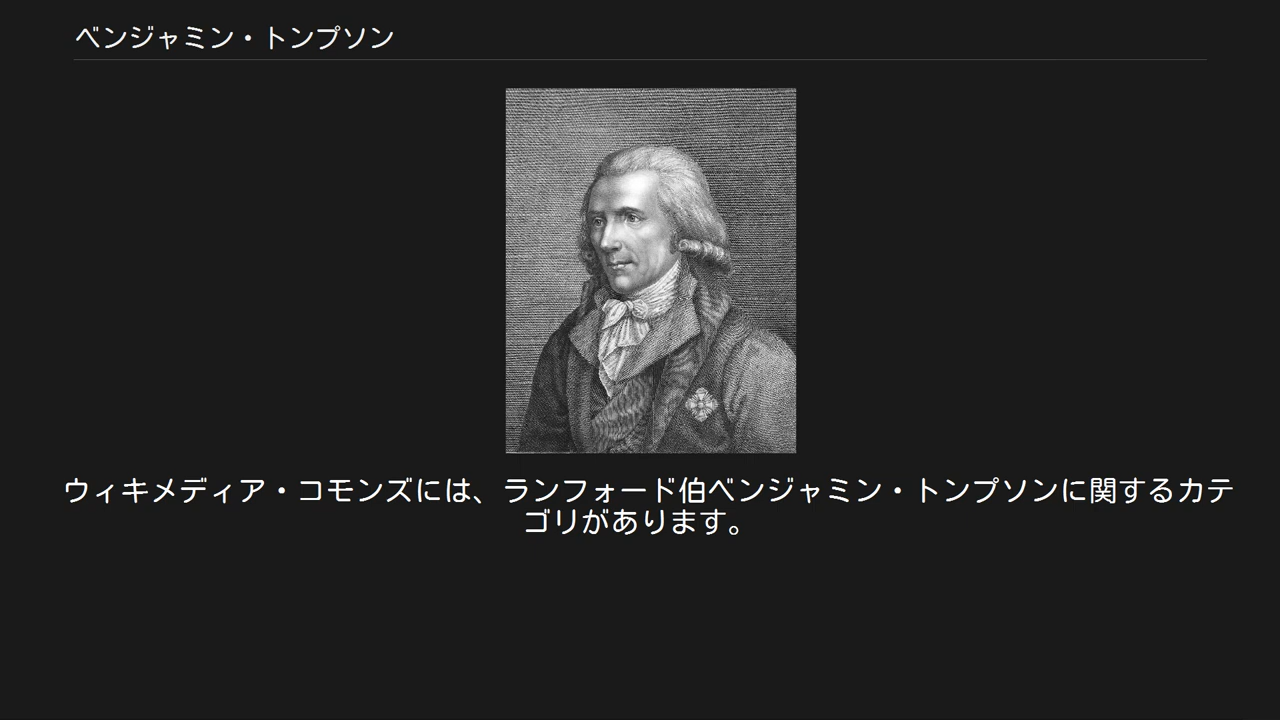 ベンジャミン・トンプソン
ウィキメディア・コモンズには、ランフォード伯ベンジャミン・トンプソンに関するカテ
ゴリがあります。